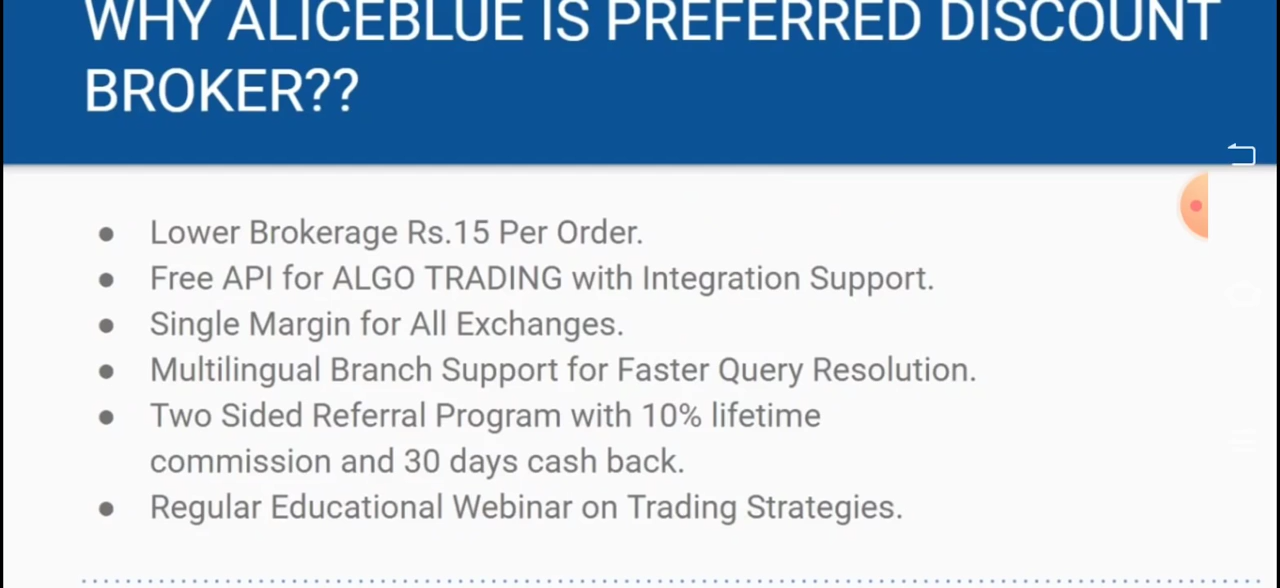 WHY ALICEBLUE IS PREFERRED DISCOUNT
BROKER??
● Lower Brokerage Rs.15 Per Order.
● Free API for ALGO TRADING with Integration Support.
● Single Margin for All Exchanges.
● Multilingual Branch Support for Faster Query Resolution.
● Two Sided Referral Program with 10% lifetime
commission and 30 days cash back.
● Regular Educational Webinar on Trading Strategies.